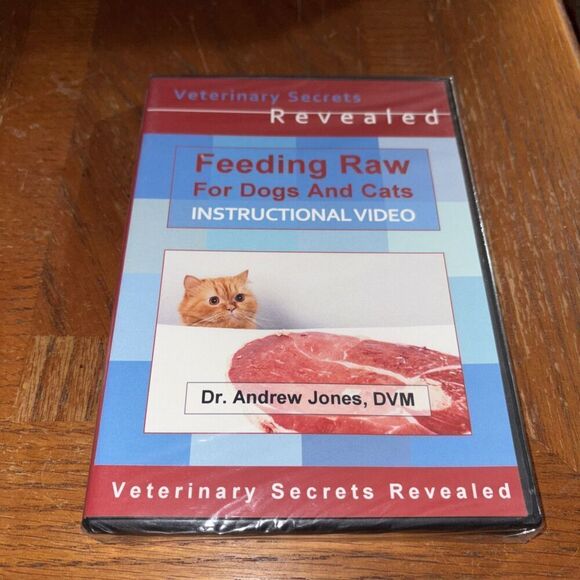 Veterinary Secrets
Revealed
Feeding Raw
For Dogs And Cats
INSTRUCTIONAL VIDEO
Dr. Andrew Jones, DVM
Veterinary Secrets Revealed